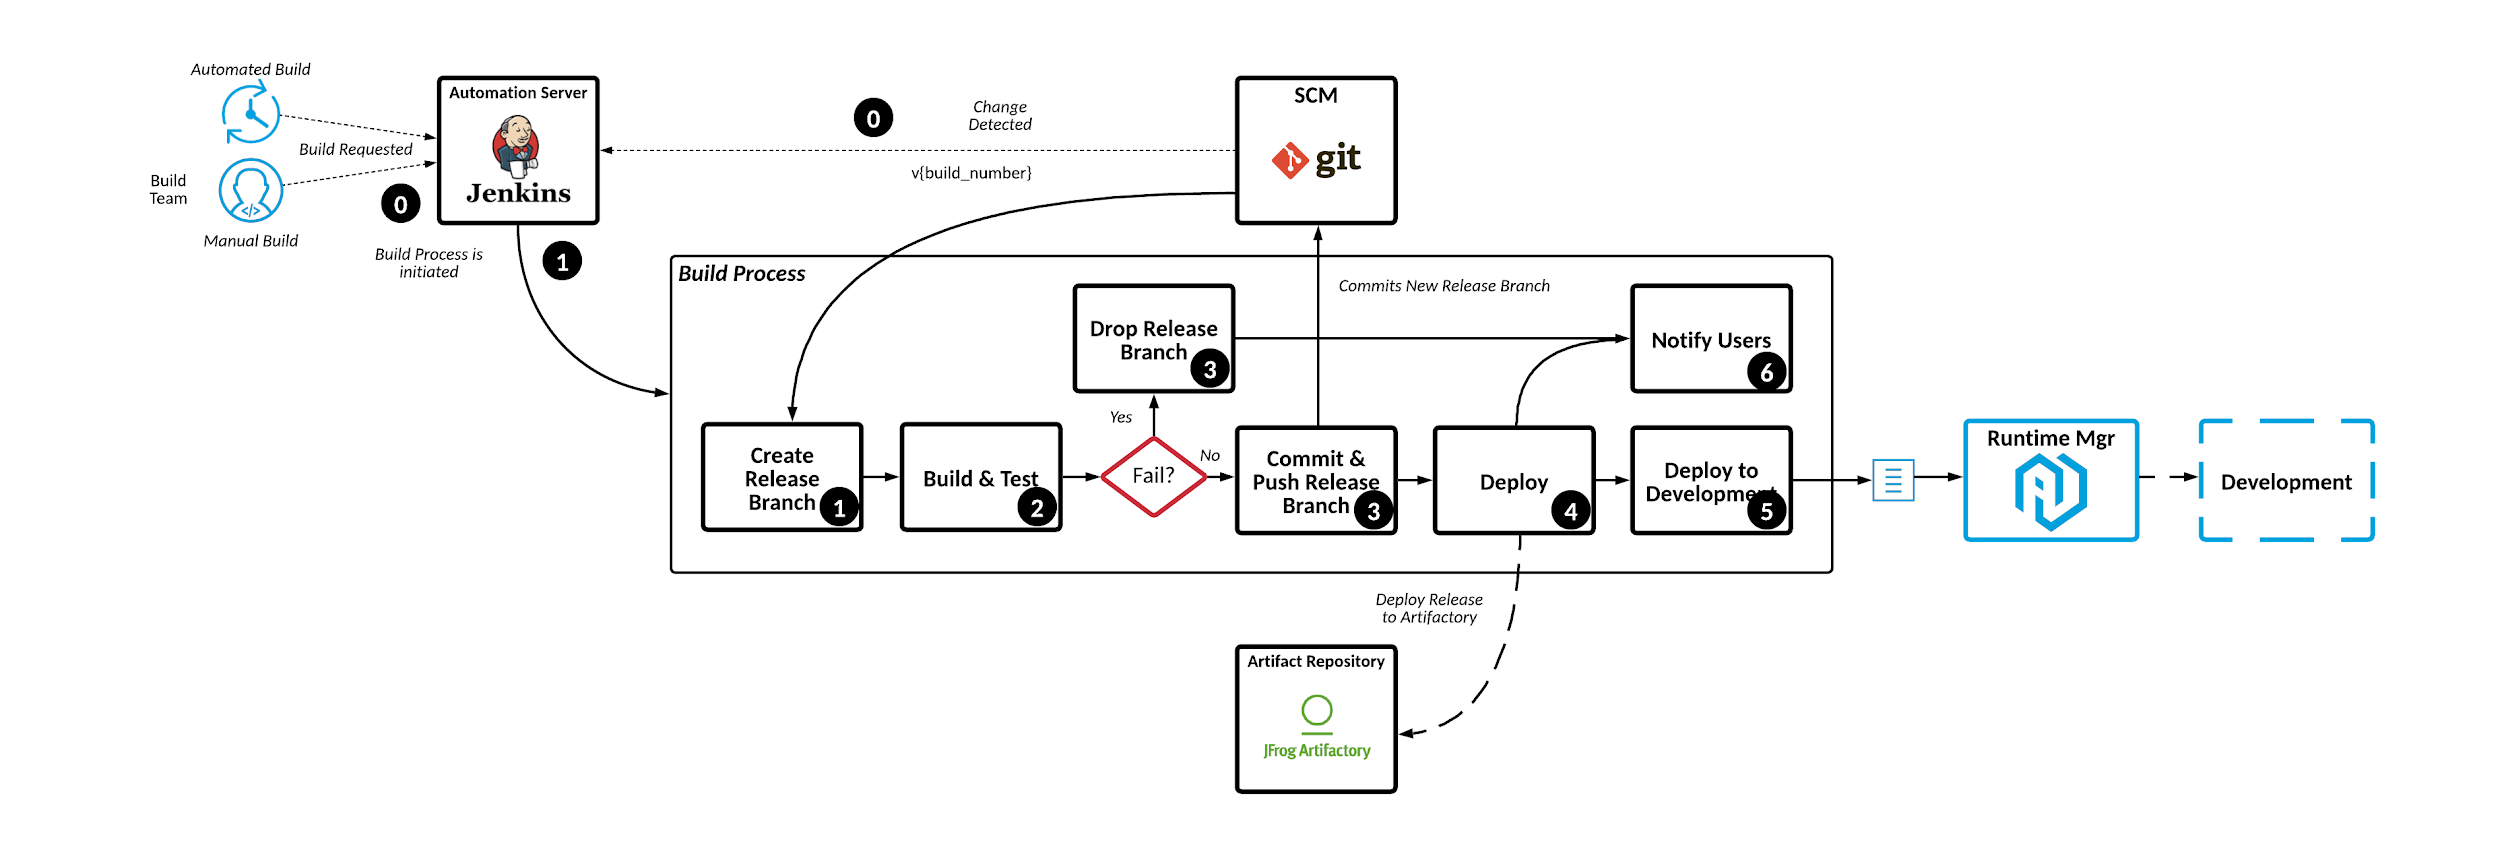 Automated Build
Build Requested
Build
Team
Manual Build
0
Automation Server
Jenkins
Build Process is
initiated
1
0
Change
Detected
v{build_number}
SCM
git
Build Process
Commits New Release Branch
Drop Release
Branch
3
Notify Users
6
Create
Release
Branch
1
Build & Test
2
Yes
Fail?
No
Commit &
Push Release
Branch
3
Deploy
4
Deploy to
Development
5
Runtime Mgr
Development
Deploy Release
to Artifactory
Artifact Repository
JFrog Artifactory